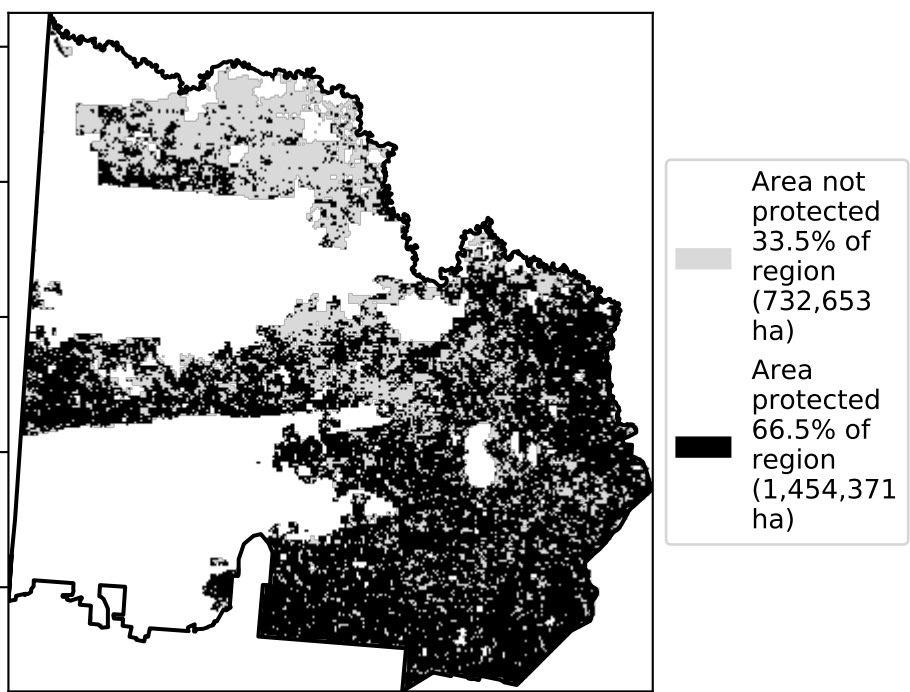 Area not
protected
33.5% of
region
(732,653
ha)
Area
protected
66.5% of
region
(1,454,371
ha)